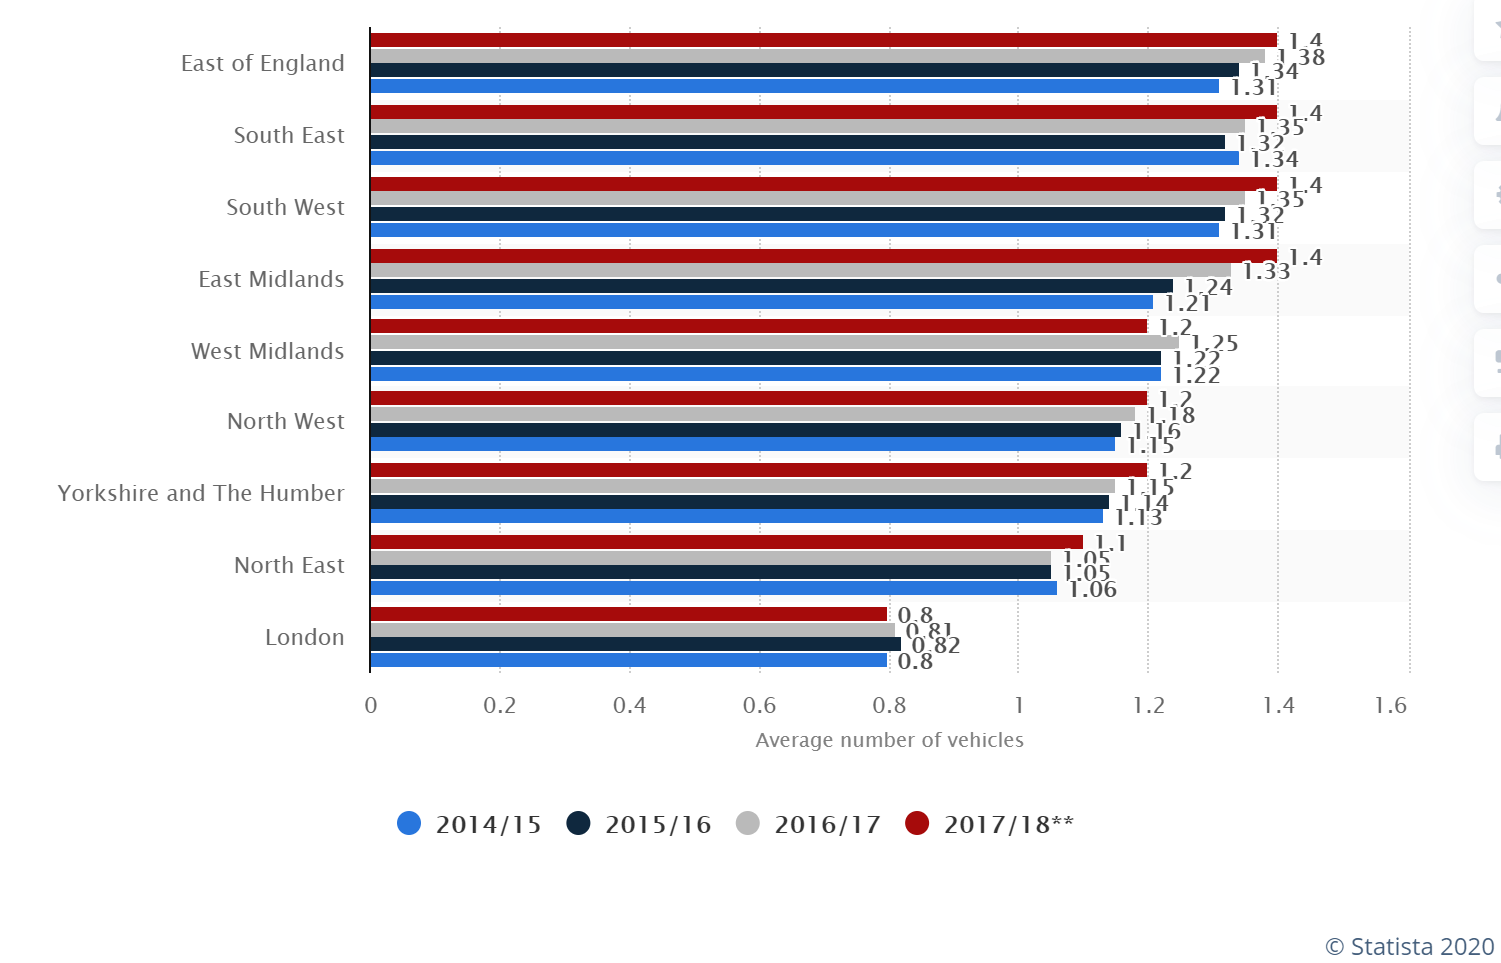 East of England
1.4
1.38
1.34
1.31
South East
1.4
1.35
1.32
1.34
South West
1.4
1.35
1.32
1.31
East Midlands
1.4
1.33
1.24
1.21
West Midlands
1.2
1.25
1.22
1.22
North West
1.2
1.18
1.16
1.15
Yorkshire and The Humber
1.2
1.15
1.14
1.13
North East
1.1
1.05
1.05
1.06
London
0.8
0.81
0.82
0.8
0 0.2 0.4 0.6 0.8 1 1.2 1.4 1.6
Average number of vehicles
2014/15 2015/16 2016/17 2017/18**
© Statista 2020